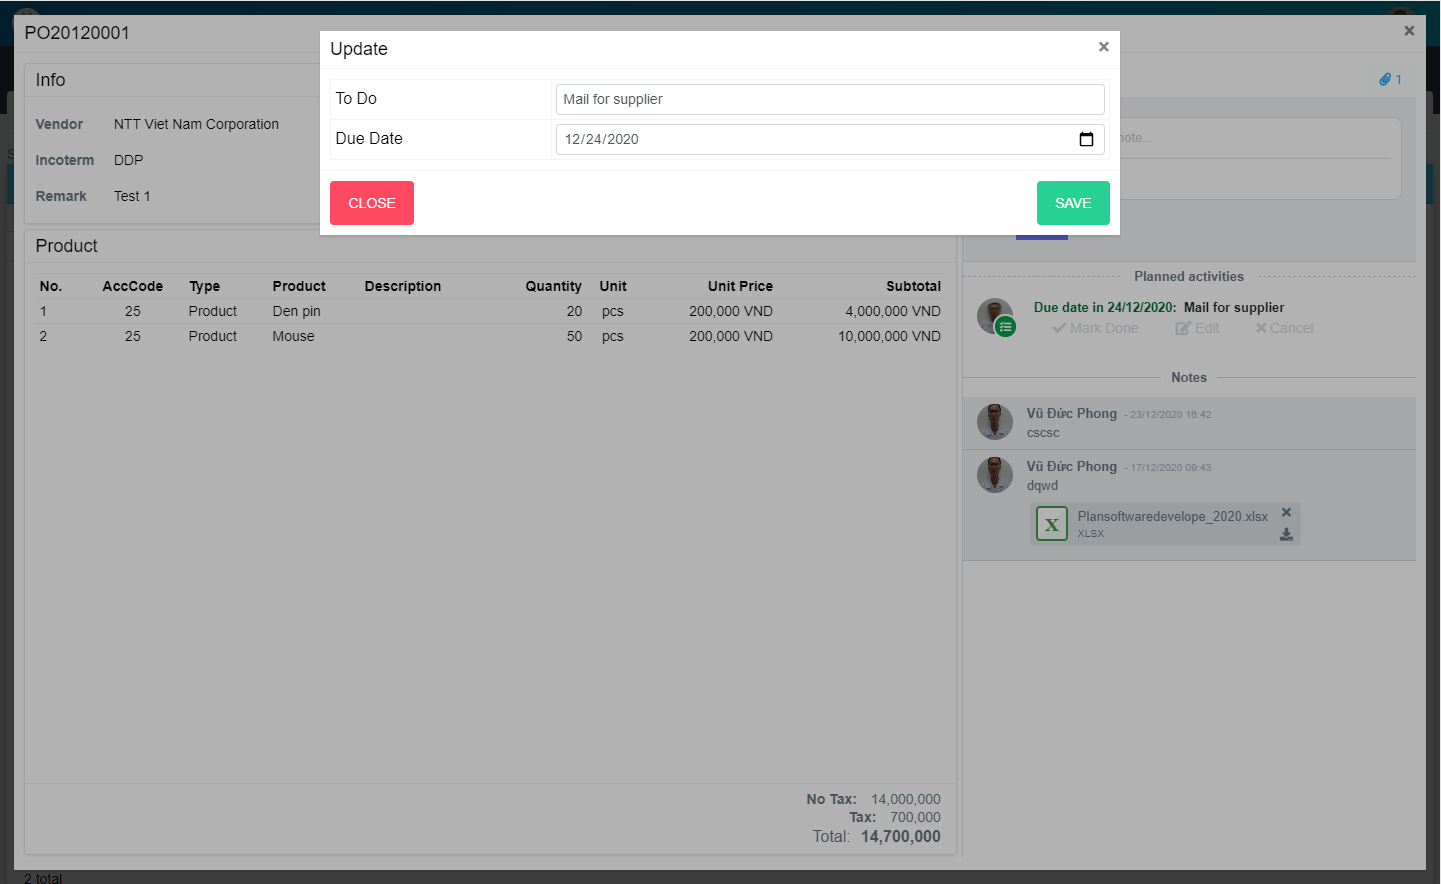 PO20120001
×
Update
×
To Do
Mail for supplier
Due Date
12/24/2020
CLOSE
SAVE
Info
Vendor
NTT Viet Nam Corporation
Incoterm
DDP
Remark
Test 1
1
note...
Product
No. AccCode Type Product Description Quantity Unit Unit Price Subtotal
1 25 Product Den pin 20 pcs 200,000 VND 4,000,000 VND
2 25 Product Mouse 50 pcs 200,000 VND 10,000,000 VND
No Tax: 14,000,000
Tax: 700,000
Total: 14,700,000
Planned activities
Due date in 24/12/2020: Mail for supplier
Mark Done Edit Cancel
Notes
Vũ Đức Phong - 23/12/2020 16:42
cscsc
Vũ Đức Phong - 17/12/2020 09:43
dqwd
X
Plansoftwaredevelope_2020.xlsx
XLSX
2 total